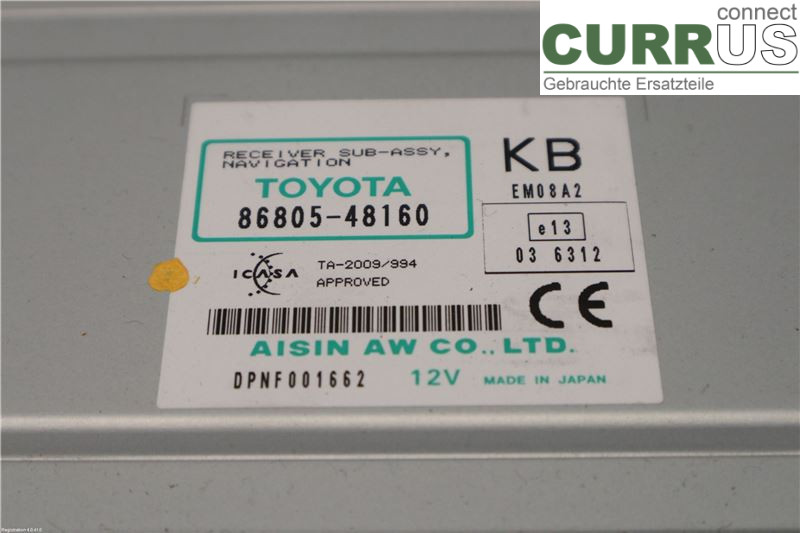 connect
CURRUS
Gebrauchte Ersatzteile
RECEIVER SUB-ASSY,
NAVIGATION
TOYOTA
86805-48160
KB
EM08A2
e13
03 6312
ICASA
TA-2009/994
APPROVED
CE
AISIN AW CO., LTD.
DPNF001662 12V MADE IN JAPAN